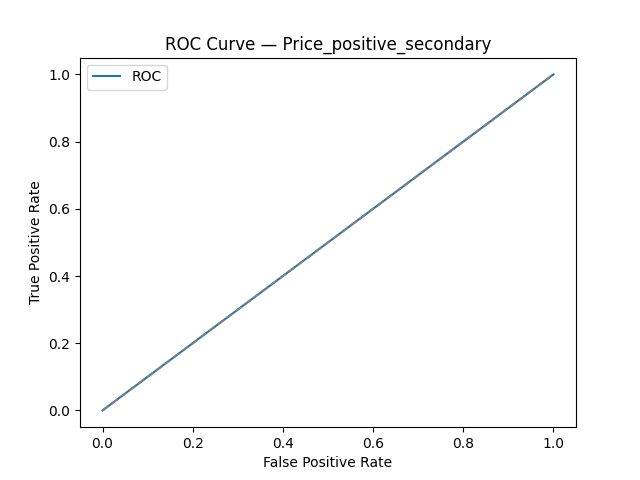 ROC Curve — Price_positive_secondary
ROC
True Positive Rate
1.0
0.8
0.6
0.4
0.2
0.0
0.0 0.2 0.4 0.6 0.8 1.0
False Positive Rate